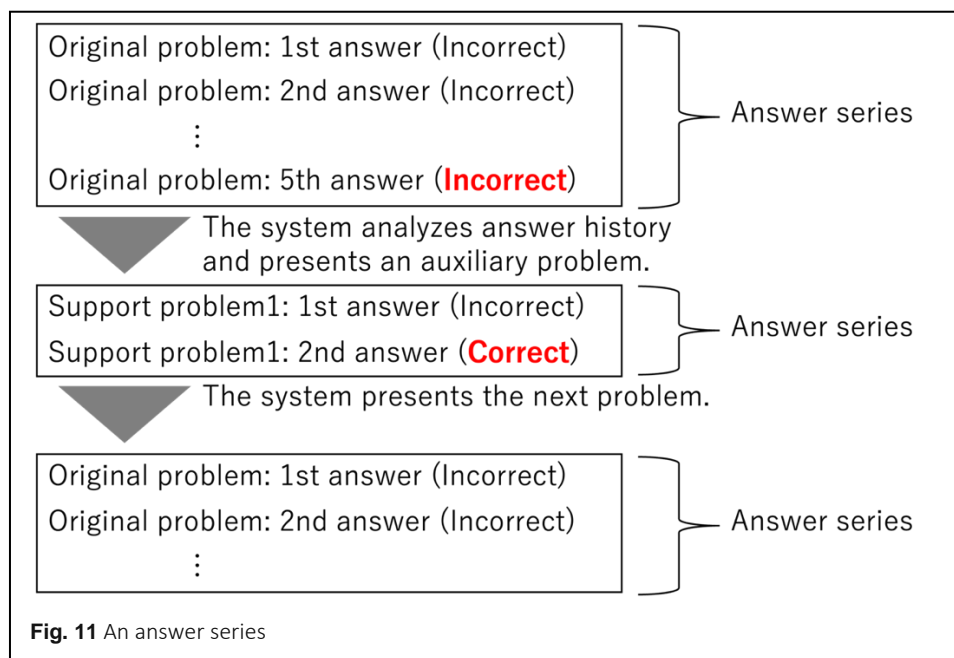 Original problem: 1st answer (Incorrect)
Original problem: 2nd answer (Incorrect)
⋮
Original problem: 5th answer (Incorrect)
Answer series
The system analyzes answer history
and presents an auxiliary problem.
Support problem1: 1st answer (Incorrect)
Support problem1: 2nd answer (Correct)
Answer series
The system presents the next problem.
Original problem: 1st answer (Incorrect)
Original problem: 2nd answer (Incorrect)
⋮
Answer series
Fig. 11 An answer series